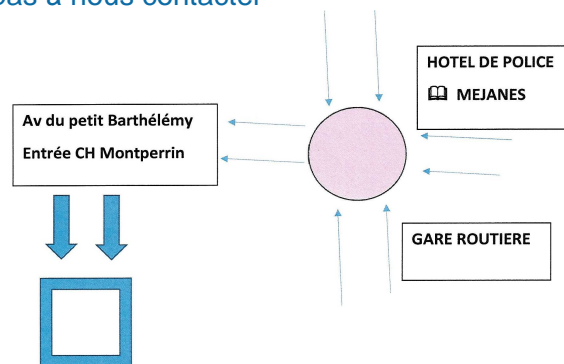 pas à nous contacter
HOTEL DE POLICE
MEJANES
Av du petit Barthélémy
Entrée CH Montperrin
GARE ROUTIERE